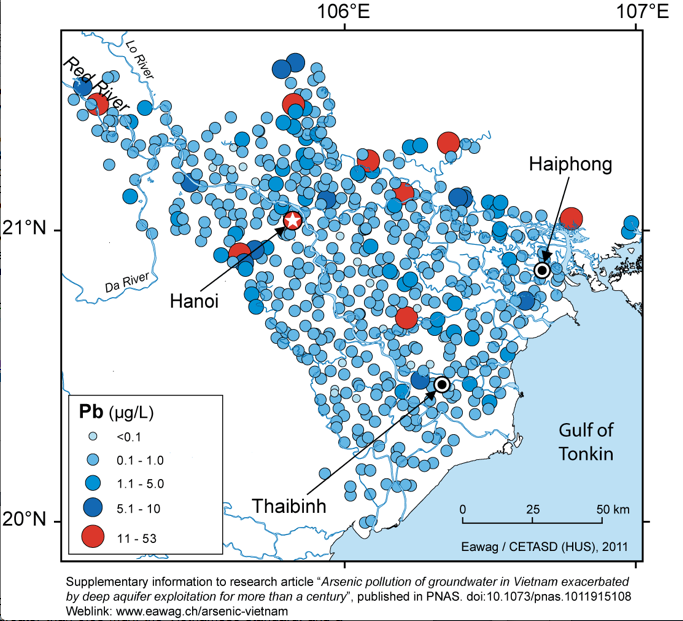 106°E
107°E
Lo River
Red River
Haiphong
21°N
Da River
Hanoi
Pb (µg/L)
<0.1
0.1 - 1.0
1.1 - 5.0
5.1 - 10
11 - 53
Gulf of
Tonkin
Thaibinh
0 25 50 km
20°N
Eawag / CETASD (HUS), 2011
Supplementary information to research article “Arsenic pollution of groundwater in Vietnam exacerbated
by deep aquifer exploitation for more than a century”, published in PNAS. doi:10.1073/pnas.1011915108
Weblink: www.eawag.ch/arsenic-vietnam